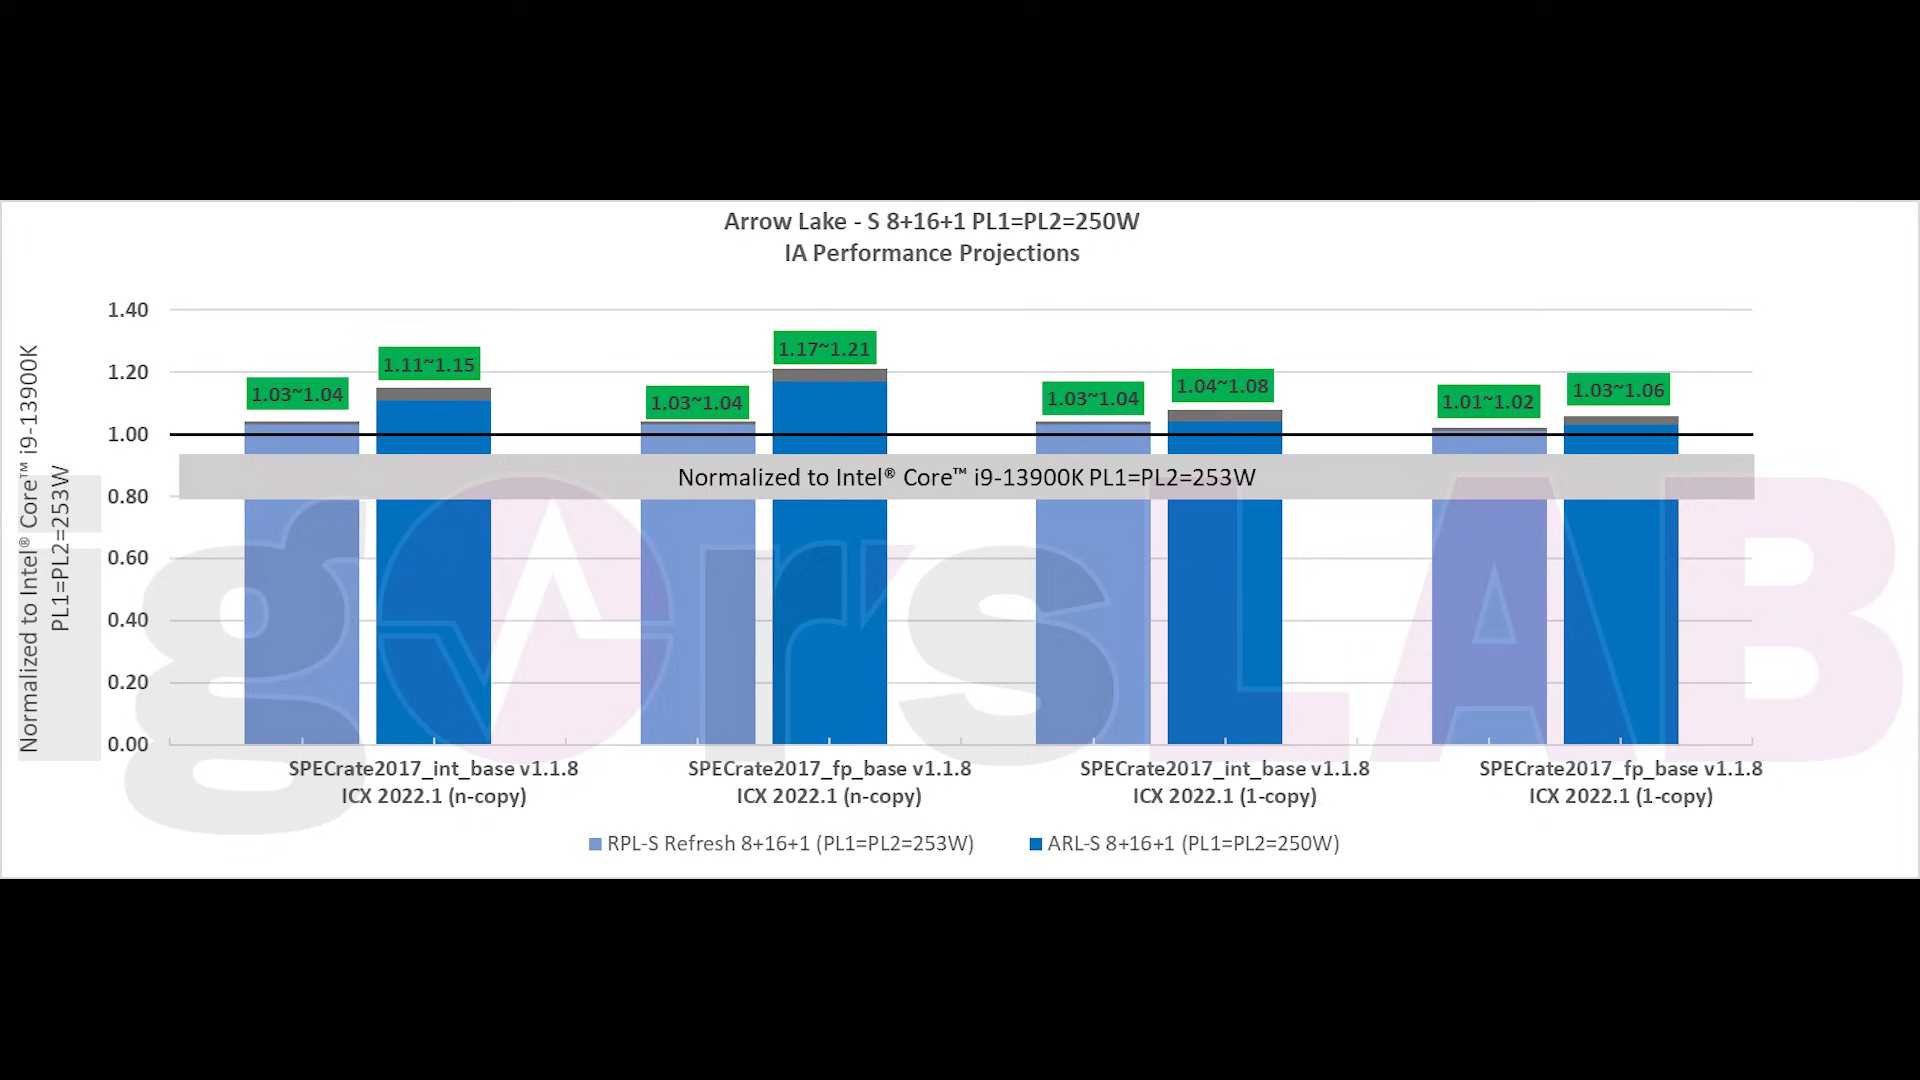 Arrow Lake - S 8+16+1 PL1=PL2=250W
IA Performance Projections
Normalized to Intel® Core™ i9-13900K
PL1=PL2=253W
1.40
1.20
1.00
0.80
0.60
0.40
0.20
0.00
1.03~1.04
1.11~1.15
1.03~1.04
1.17~1.21
1.03~1.04
1.04~1.08
1.01~1.02
1.03~1.06
Normalized to Intel® Core™ i9-13900K PL1=PL2=253W
igorsLAB
SPECrate2017_int_base v1.1.8
ICX 2022.1 (n-copy)
SPECrate2017_fp_base v1.1.8
ICX 2022.1 (n-copy)
SPECrate2017_int_base v1.1.8
ICX 2022.1 (1-copy)
SPECrate2017_fp_base v1.1.8
ICX 2022.1 (1-copy)
RPL-S Refresh 8+16+1 (PL1=PL2=253W)
ARL-S 8+16+1 (PL1=PL2=250W)